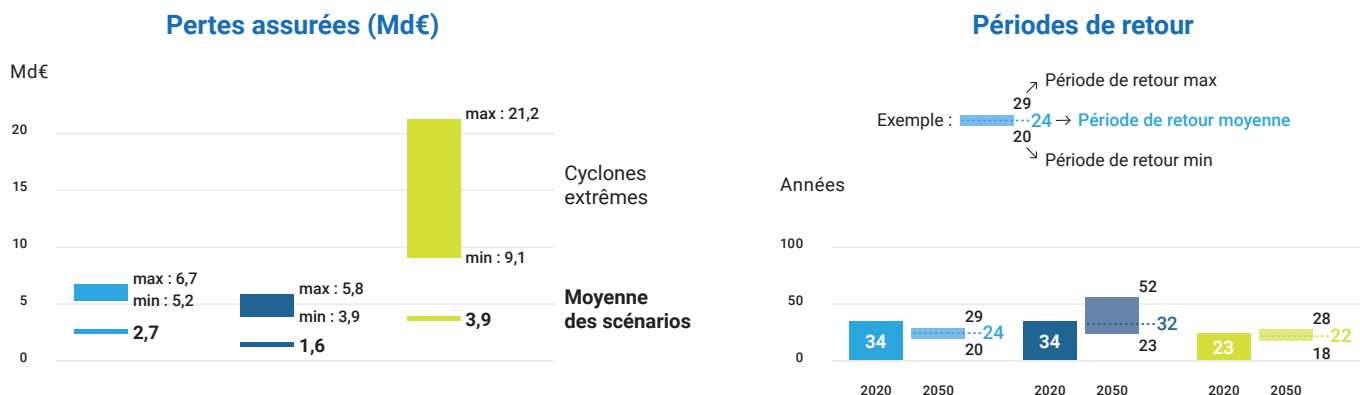 Pertes assurées (Md€)
Md€
20
15
10
5
0
max : 6,7
min : 5,2
2,7
max : 5,8
min : 3,9
1,6
max : 21,2
min : 9,1
3,9
Cyclones
extrêmes
Moyenne
des scénarios
Périodes de retour
Période de retour max
29
Exemple :
24
Période de retour moyenne
20
Période de retour min
Années
100
50
0
34
29
24
20
34
52
32
23
23
28
22
18
2020
2050
2020
2050
2020
2050